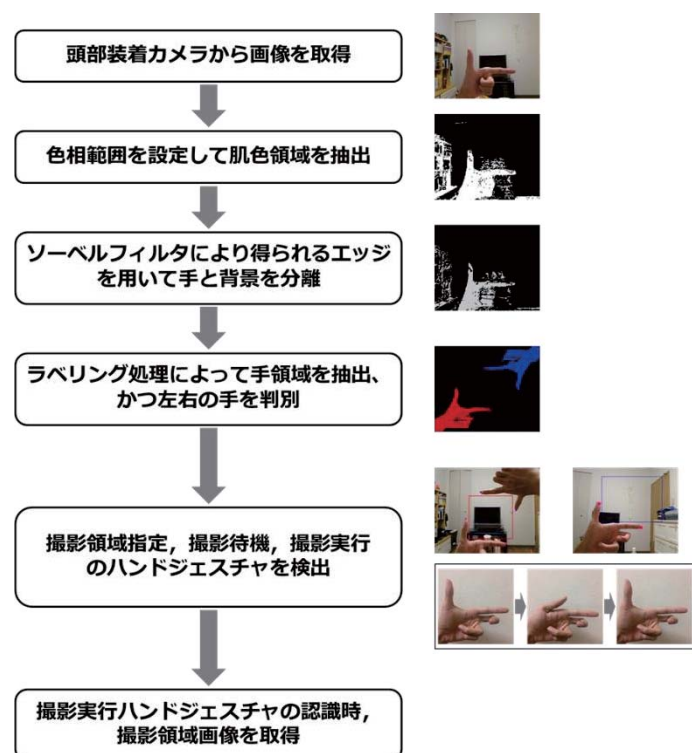 頭部装着カメラから画像を取得
色相範囲を設定して肌色領域を抽出
ソーベルフィルタにより得られるエッジ
を用いて手と背景を分離
ラベリング処理によって手領域を抽出、
かつ左右の手を判別
撮影領域指定，撮影待機，撮影実行
のハンドジェスチャを検出
撮影実行ハンドジェスチャの認識時，
撮影領域画像を取得